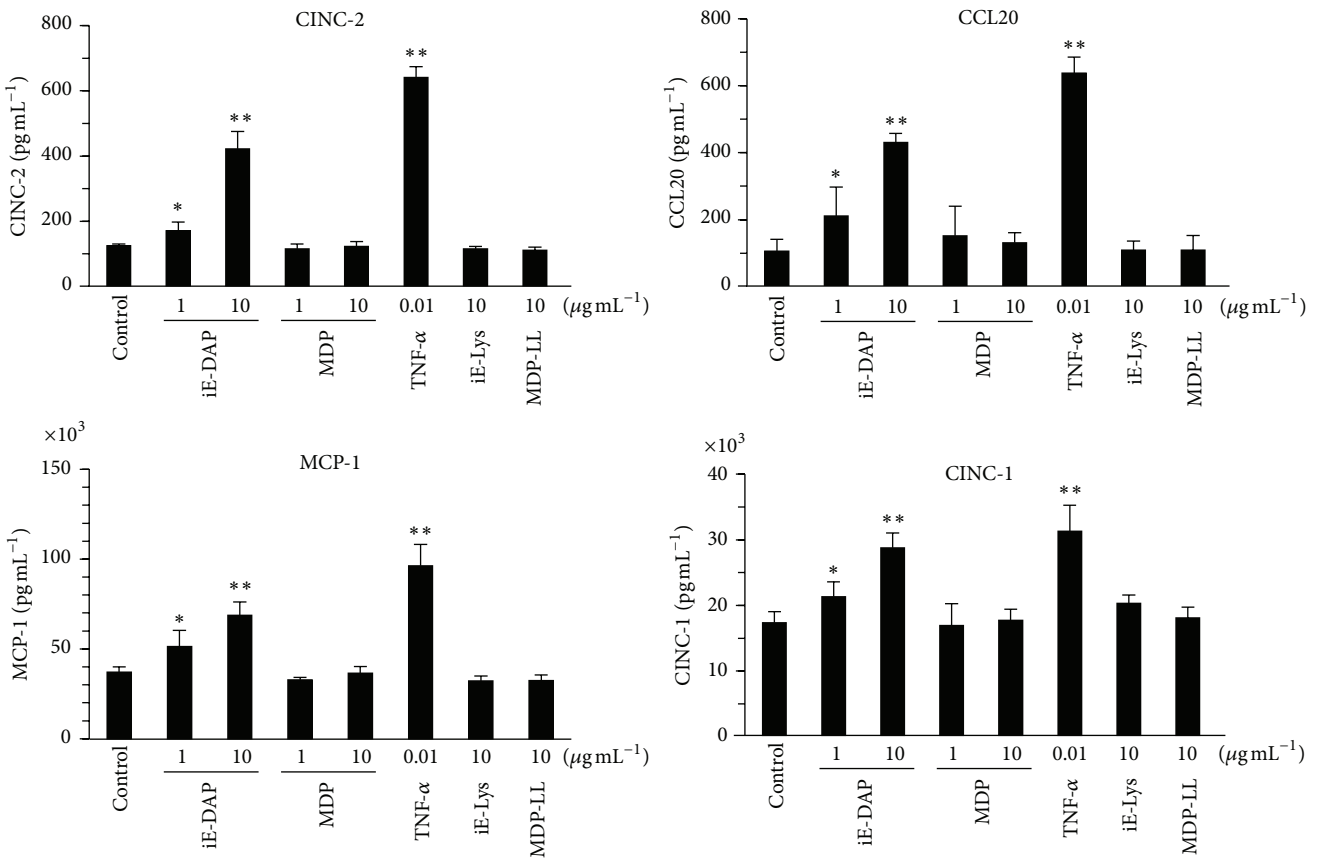 CINC-2
CINC-2 (pg mL⁻¹)
800
600
400
200
0
** 
*
**
1 10 1 10 0.01 10 10 (μg mL⁻¹)
Control
iE-DAP
MDP
TNF-α
iE-Lys
MDP-LL
CCL20
CCL20 (pg mL⁻¹)
800
600
400
200
0
**
*
**
1 10 1 10 0.01 10 10 (μg mL⁻¹)
Control
iE-DAP
MDP
TNF-α
iE-Lys
MDP-LL
×10³
MCP-1
MCP-1 (pg mL⁻¹)
150
100
50
0
**
*
**
1 10 1 10 0.01 10 10 (μg mL⁻¹)
Control
iE-DAP
MDP
TNF-α
iE-Lys
MDP-LL
×10³
CINC-1
CINC-1 (pg mL⁻¹)
40
30
20
10
0
**
*
**
1 10 1 10 0.01 10 10 (μg mL⁻¹)
Control
iE-DAP
MDP
TNF-α
iE-Lys
MDP-LL